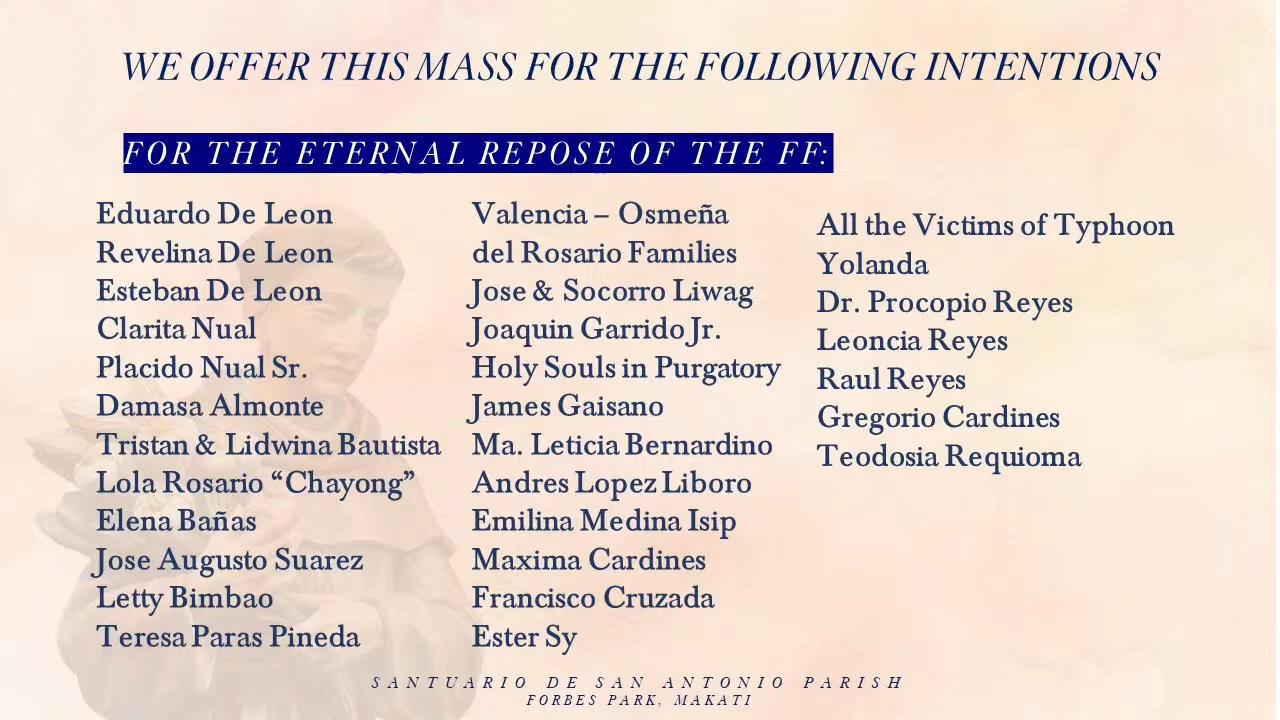 WE OFFER THIS MASS FOR THE FOLLOWING INTENTIONS
FOR THE ETERNAL REPOSE OF THE FF:
Eduardo De Leon
Revelina De Leon
Esteban De Leon
Clarita Nual
Placido Nual Sr.
Damasa Almonte
Tristan & Lidwina Bautista
Lola Rosario “Chayong”
Elena Bañas
Jose Augusto Suarez
Letty Bimbao
Teresa Paras Pineda
Valencia – Osmeña
del Rosario Families
Jose & Socorro Liwag
Joaquin Garrido Jr.
Holy Souls in Purgatory
James Gaisano
Ma. Leticia Bernardino
Andres Lopez Liboro
Emilina Medina Isip
Maxima Cardines
Francisco Cruzada
Ester Sy
All the Victims of Typhoon
Yolanda
Dr. Procopio Reyes
Leoncia Reyes
Raul Reyes
Gregorio Cardines
Teodosia Requioma
SANTUARIO DE SAN ANTONIO PARISH
FORBES PARK, MAKATI